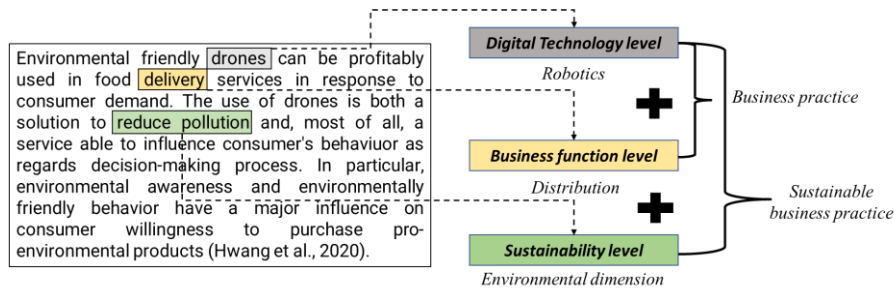 Environmental friendly drones can be profitably
used in food delivery services in response to
consumer demand. The use of drones is both a
solution to reduce pollution and, most of all, a
service able to influence consumer's behaviuor as
regards decision-making process. In particular,
environmental awareness and environmentally
friendly behavior have a major influence on
consumer willingness to purchase pro-
environmental products (Hwang et al., 2020).
Digital Technology level
Robotics
Business practice
Business function level
Distribution
Sustainable
business practice
Sustainability level
Environmental dimension